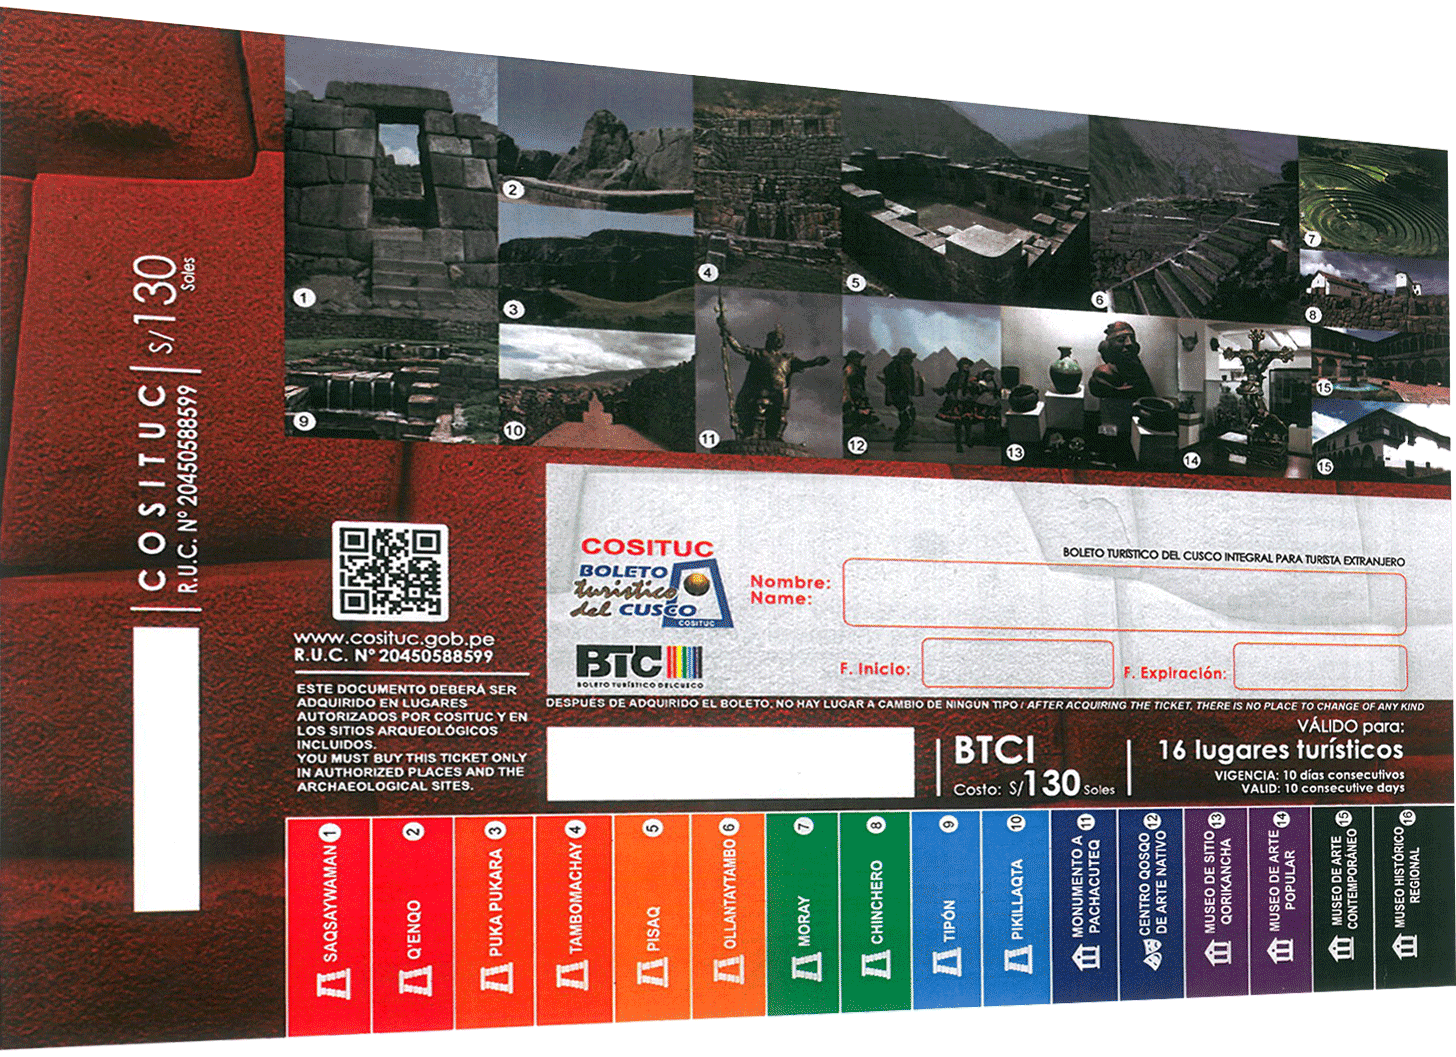 COSITUC S/130 Soles
R.U.C. Nº 20450588599
1
2
3
4
5
6
7
8
9
10
11
12
13
14
15
15
www.cosituc.gob.pe
R.U.C. Nº 20450588599
ESTE DOCUMENTO DEBERÁ SER
ADQUIRIDO EN LUGARES
AUTORIZADOS POR COSITUC Y EN
LOS SITIOS ARQUEOLÓGICOS
INCLUIDOS.
YOU MUST BUY THIS TICKET ONLY
IN AUTHORIZED PLACES AND THE
ARCHAEOLOGICAL SITES.
COSITUC
BOLETO
turistico
del CUSCO
COSITUC
BTC
BOLETO TURÍSTICO DEL CUSCO
BOLETO TURÍSTICO DEL CUSCO INTEGRAL PARA TURISTA EXTRANJERO
Nombre:
Name:
F. Inicio:
F. Expiración:
DESPUÉS DE ADQUIRIDO EL BOLETO, NO HAY LUGAR A CAMBIO DE NINGÚN TIPO / AFTER ACQUIRING THE TICKET, THERE IS NO PLACE TO CHANGE OF ANY KIND
BTCI
Costo: S/130 Soles
VÁLIDO para:
16 lugares turísticos
VIGENCIA: 10 días consecutivos
VALID: 10 consecutive days
SAQSAYWAMAN 1
Q'ENQO 2
PUKA PUKARA 3
TAMBOMACHAY 4
PISAQ 5
OLLANTAYTAMBO 6
MORAY 7
CHINCHERO 8
TIPÓN 9
PIKILLAQTA 10
MONUMENTO A
PACHACUTEQ 11
CENTRO QOSQO
DE ARTE NATIVO 12
MUSEO DE SITIO
QORIKANCHA 13
MUSEO DE ARTE
POPULAR 14
MUSEO DE ARTE
CONTEMPORÁNEO 15
MUSEO HISTÓRICO
REGIONAL 16